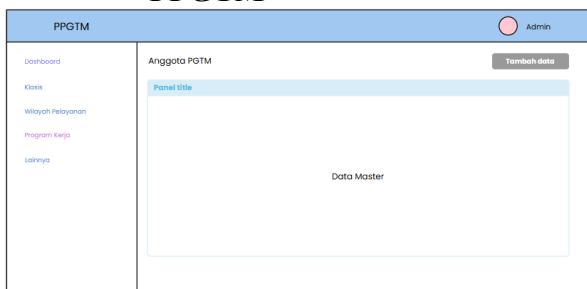 PPGTM
Admin
Dashboard
Klasis
Wilayah Pelayanan
Program Kerja
Lainnya
Anggota PGTM
Tambah data
Panel title
Data Master